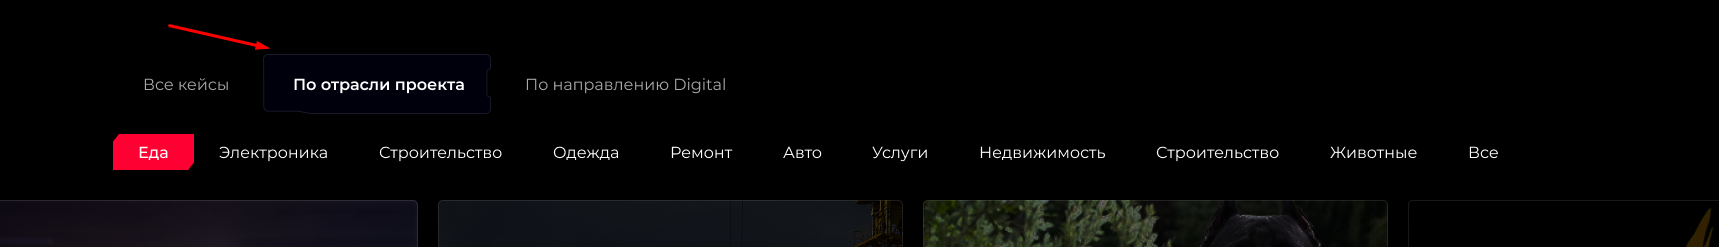 Все кейсы По отрасли проекта По направлению Digital
Еда Электроника Строительство Одежда Ремонт Авто Услуги Недвижимость Строительство Животные Все